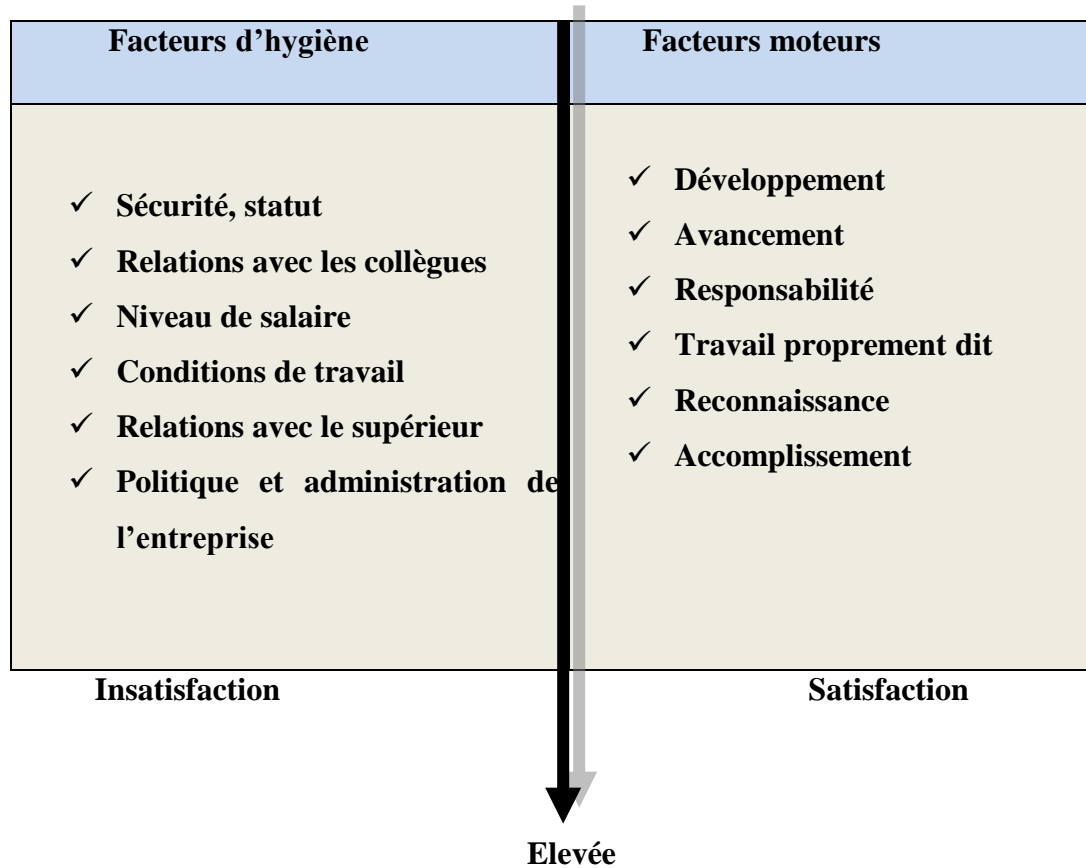 Facteurs d’hygiène
Facteurs moteurs
✓ Sécurité, statut
✓ Relations avec les collègues
✓ Niveau de salaire
✓ Conditions de travail
✓ Relations avec le supérieur
✓ Politique et administration de
l’entreprise
✓ Développement
✓ Avancement
✓ Responsabilité
✓ Travail proprement dit
✓ Reconnaissance
✓ Accomplissement
Insatisfaction
Satisfaction
Elevée